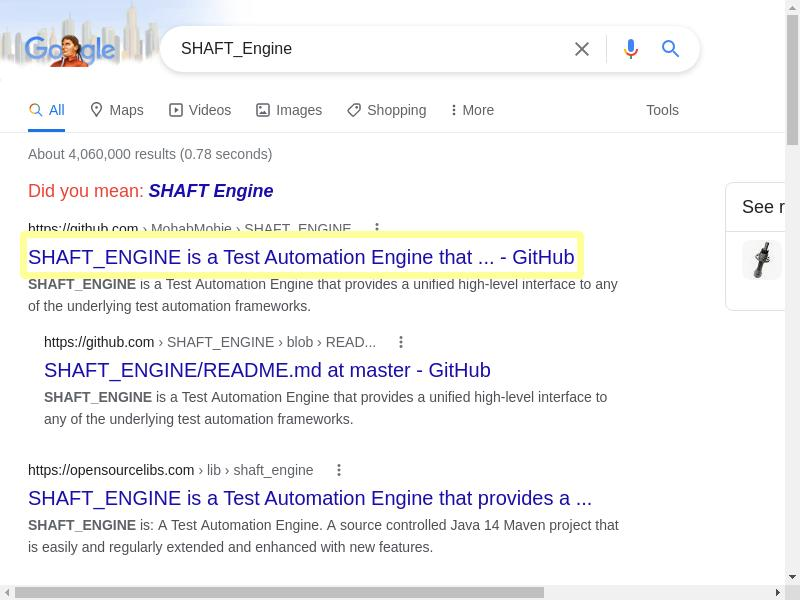 Google
SHAFT_Engine
All Maps Videos Images Shopping More Tools
About 4,060,000 results (0.78 seconds)
Did you mean: SHAFT Engine
https://github.com › MohabMohie › SHAFT_ENGINE
SHAFT_ENGINE is a Test Automation Engine that ... - GitHub
SHAFT_ENGINE is a Test Automation Engine that provides a unified high-level interface to any
of the underlying test automation frameworks.
https://github.com › SHAFT_ENGINE › blob › READ...
SHAFT_ENGINE/README.md at master - GitHub
SHAFT_ENGINE is a Test Automation Engine that provides a unified high-level interface to
any of the underlying test automation frameworks.
https://opensourcelibs.com › lib › shaft_engine
SHAFT_ENGINE is a Test Automation Engine that provides a ...
SHAFT_ENGINE is: A Test Automation Engine. A source controlled Java 14 Maven project that
is easily and regularly extended and enhanced with new features.
See r